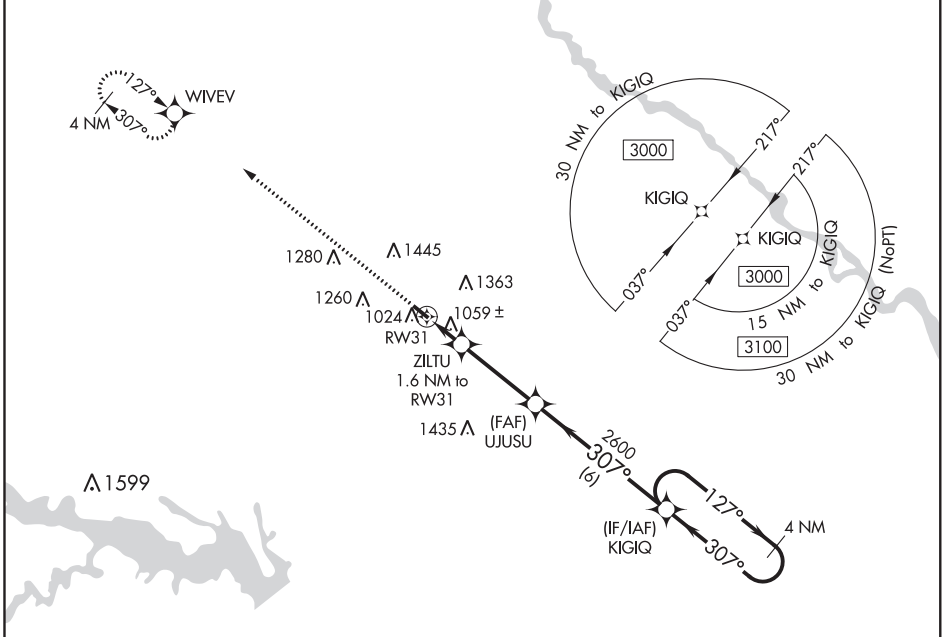 127°
WIVEV
307°
4 NM
30 NM to KIGIQ
217°
3000
KIGIQ
037°
217°
KIGIQ
3000
037°
15 NM to KIGIQ
3100
30 NM to KIGIQ (NoPT)
1445
1280
1363
1260
1024
1059 ±
RW31
ZILTU
1.6 NM to
RW31
1435
(FAF)
UJUSU
2600
307°
(6)
1599
127°
4 NM
(IF/IAF)
KIGIQ
307°